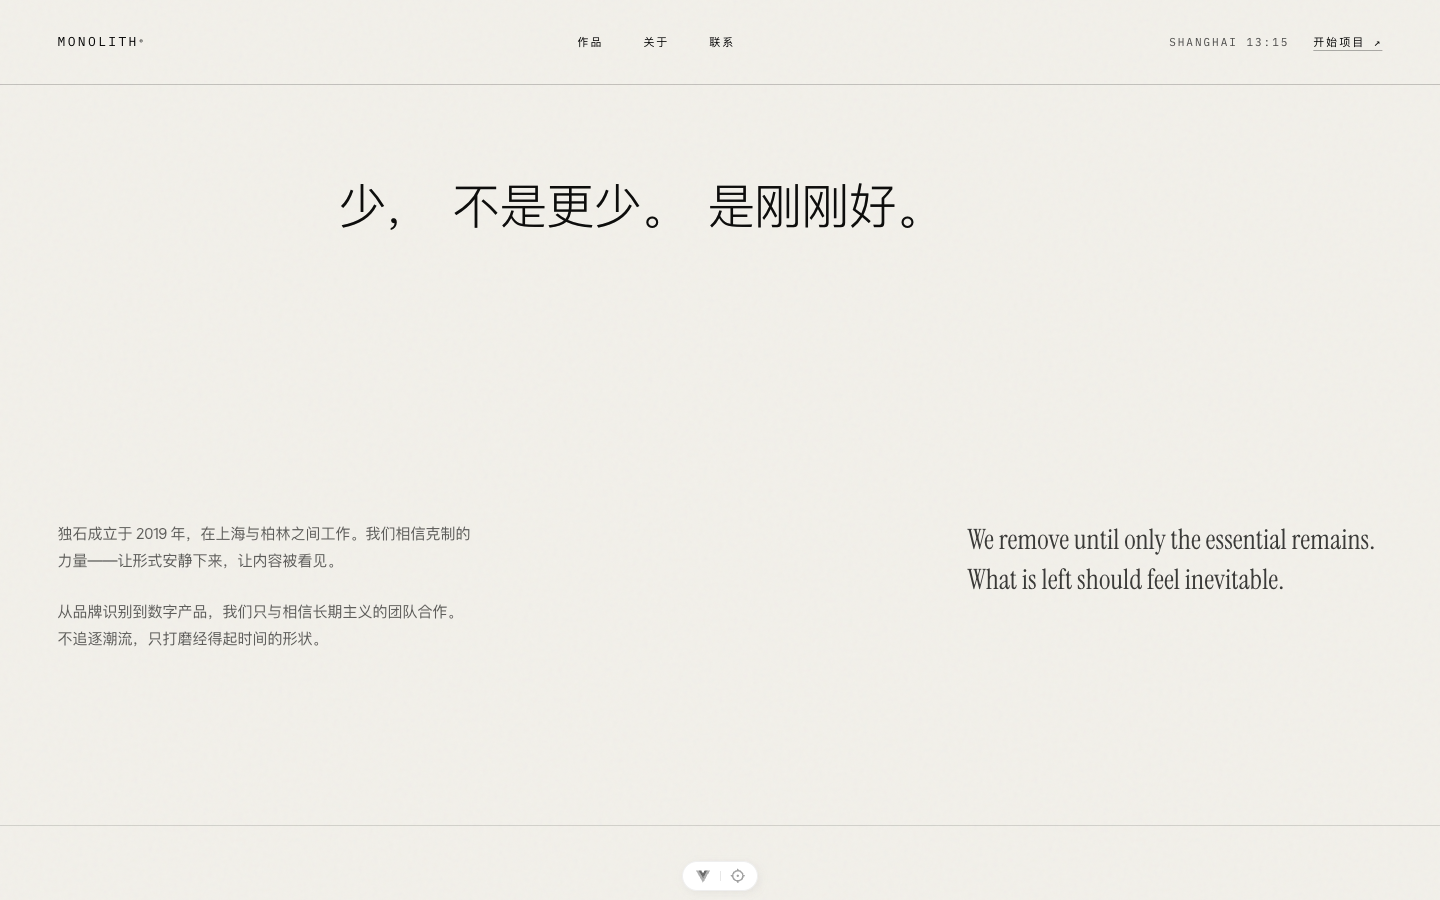 MONOLITH®
作品 关于 联系
SHANGHAI 13:15 开始项目 ↗
少， 不是更少。 是刚刚好。
独石成立于 2019 年，在上海与柏林之间工作。我们相信克制的
力量——让形式安静下来，让内容被看见。
从品牌识别到数字产品，我们只与相信长期主义的团队合作。
不追逐潮流，只打磨经得起时间的形状。
We remove until only the essential remains.
What is left should feel inevitable.